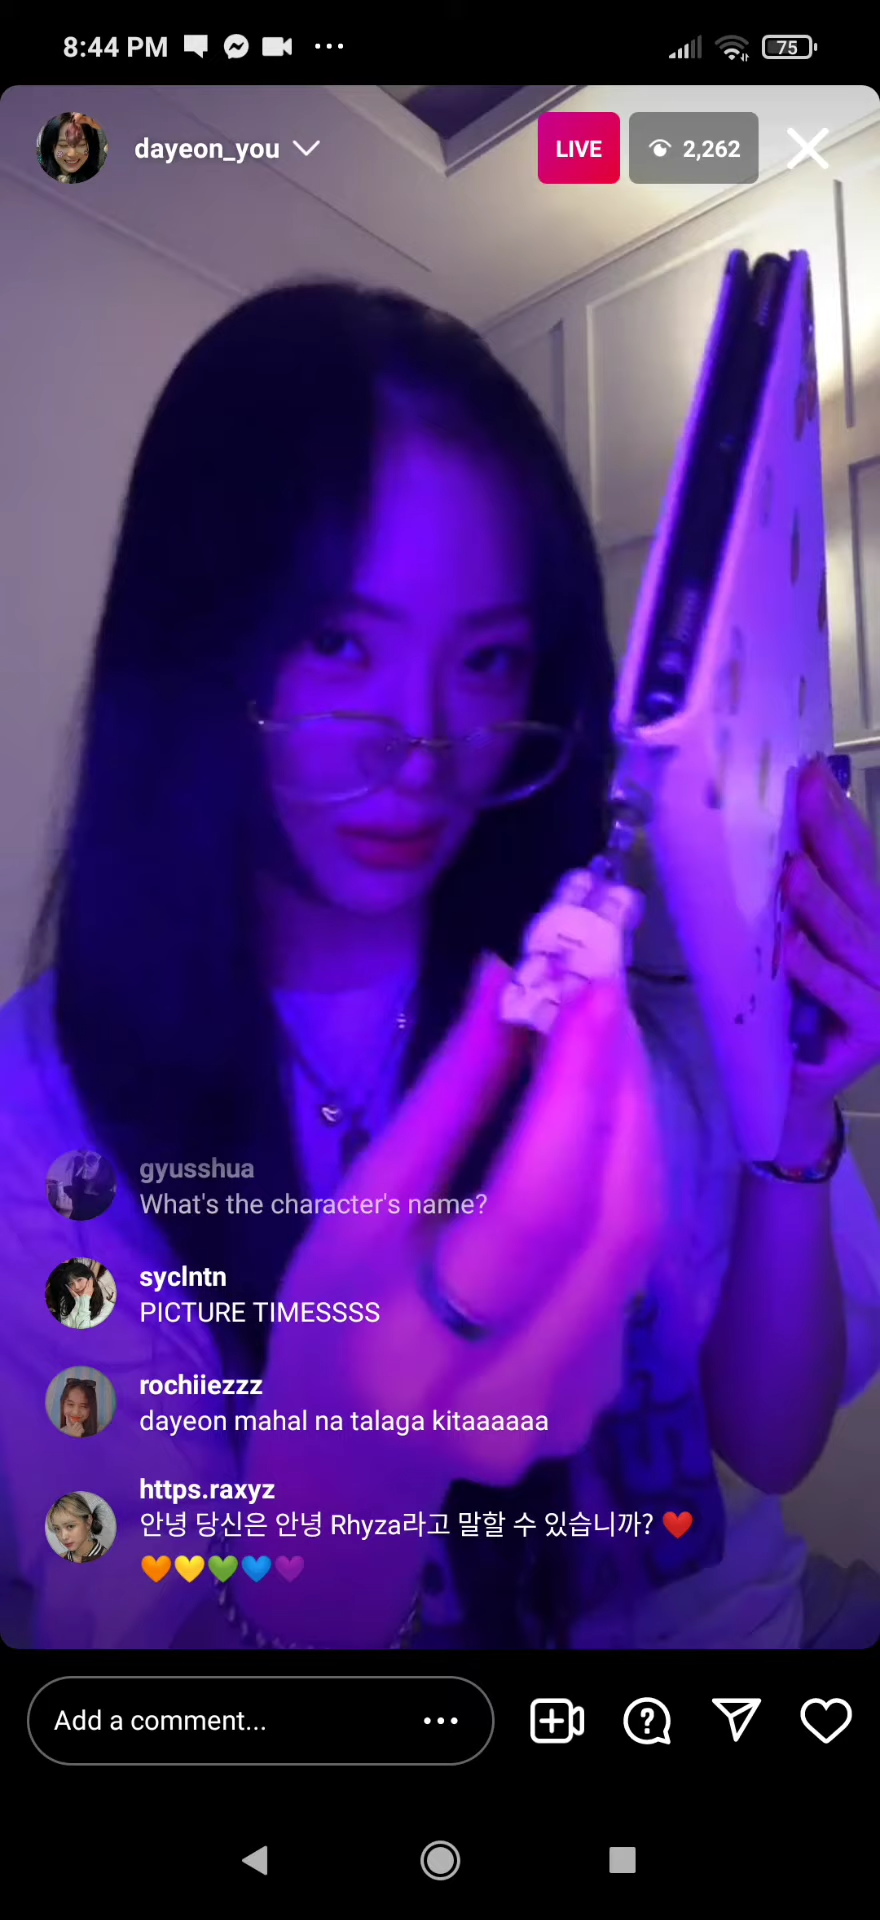 8:44 PM
75
dayeon_you
LIVE
2,262
gyusshua
What's the character's name?
syclntn
PICTURE TIMESSSS
rochiiezzz
dayeon mahal na talaga kitaaaaaa
https.raxyz
안녕 당신은 안녕 Rhyza라고 말할 수 있습니까? ❤️
🧡💛💚💙💜
Add a comment...